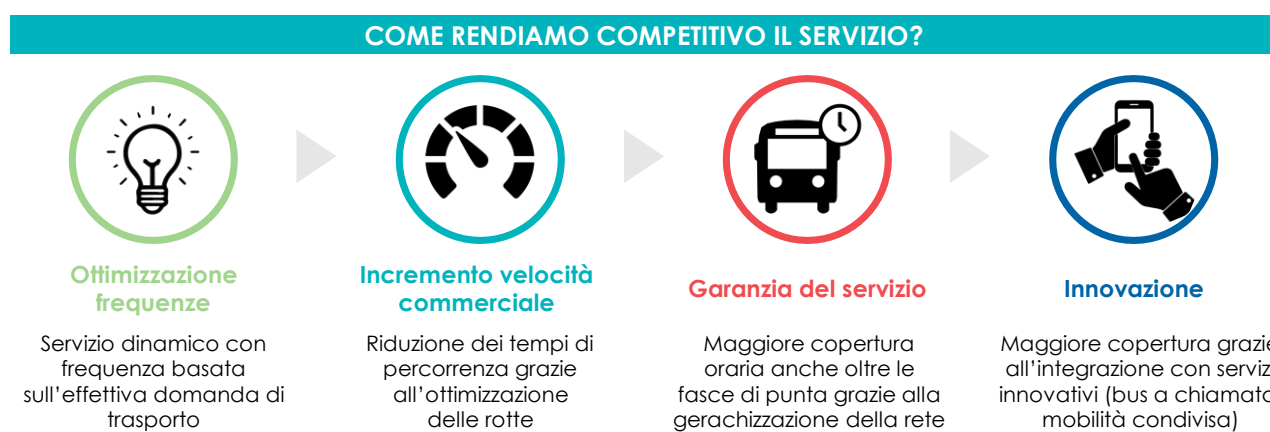 COME RENDIAMO COMPETITIVO IL SERVIZIO?
Ottimizzazione
frequenze
Servizio dinamico con
frequenza basata
sull'effettiva domanda di
trasporto
Incremento velocità
commerciale
Riduzione dei tempi di
percorrenza grazie
all'ottimizzazione
delle rotte
Garanzia del servizio
Maggiore copertura
oraria anche oltre le
fasce di punta grazie alla
gerachizzazione della rete
Innovazione
Maggiore copertura grazie
all'integrazione con serviz
innovativi (bus a chiamata
mobilità condivisa)